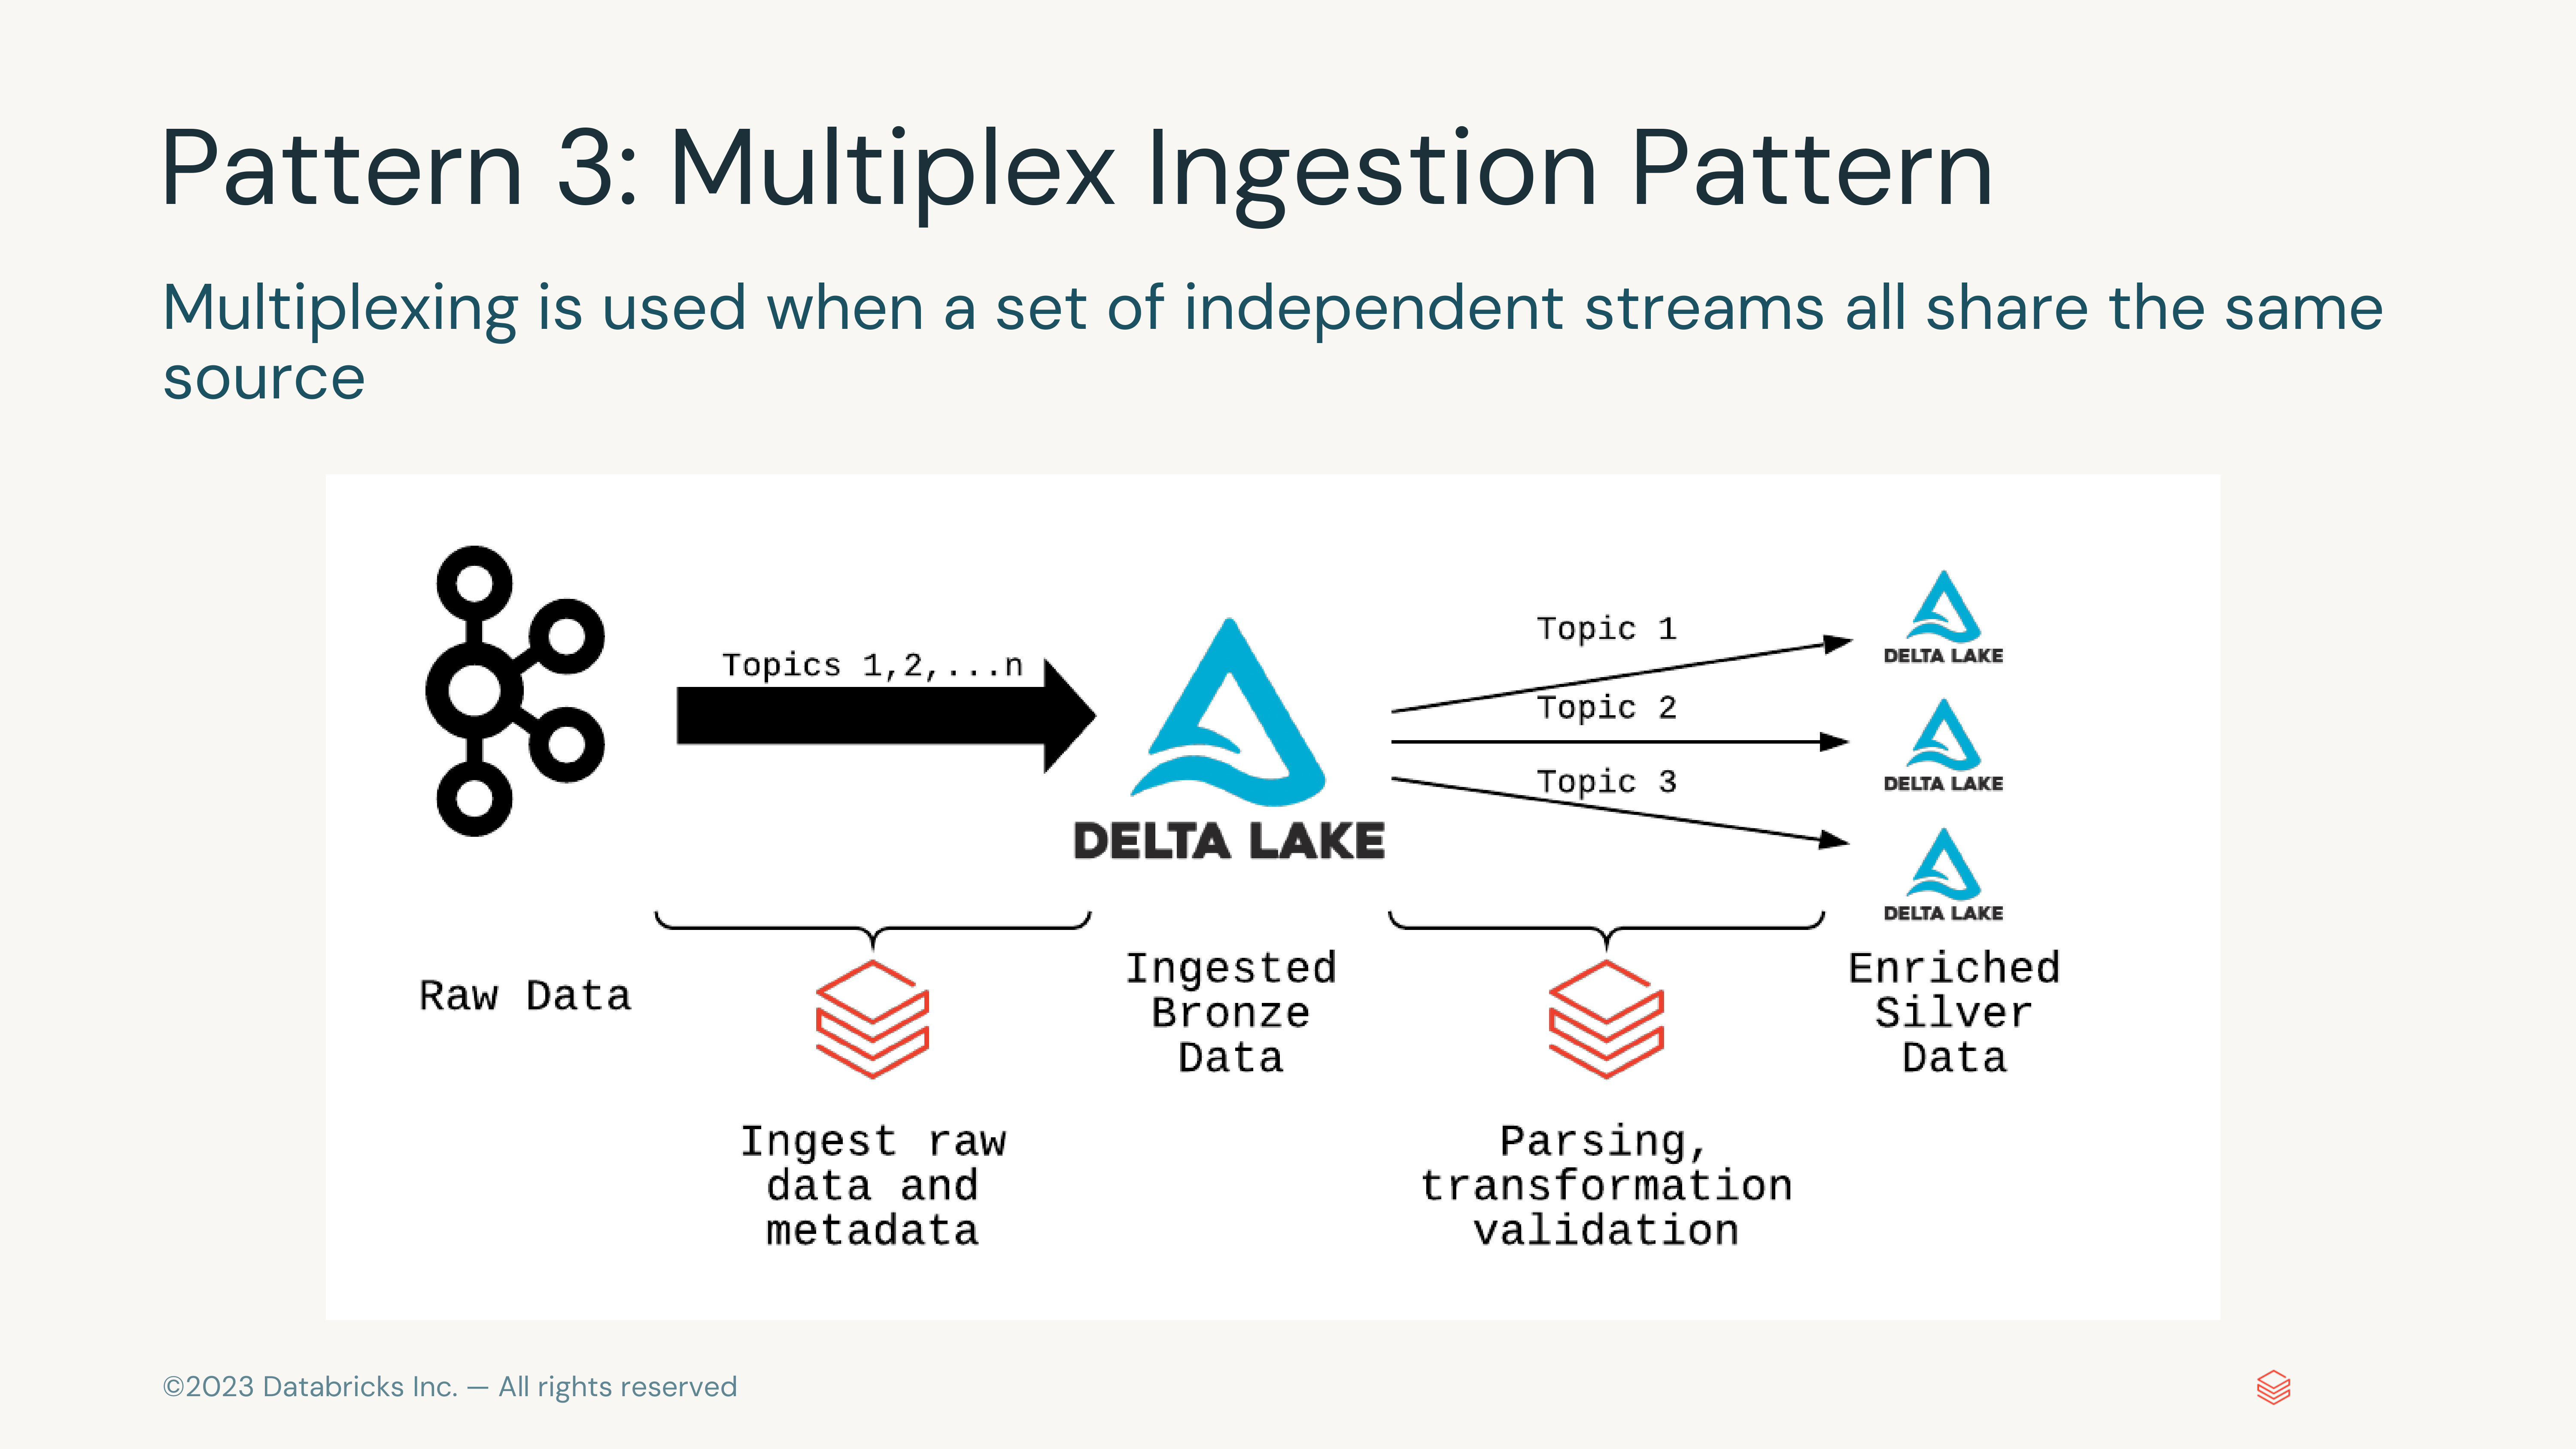 Pattern 3: Multiplex Ingestion Pattern
Multiplexing is used when a set of independent streams all share the same
source
Topics 1,2,...n
DELTA LAKE
Topic 1
Topic 2
Topic 3
DELTA LAKE
DELTA LAKE
DELTA LAKE
Raw Data
Ingest raw
data and
metadata
Ingested
Bronze
Data
Parsing,
transformation
validation
Enriched
Silver
Data
©2023 Databricks Inc. — All rights reserved